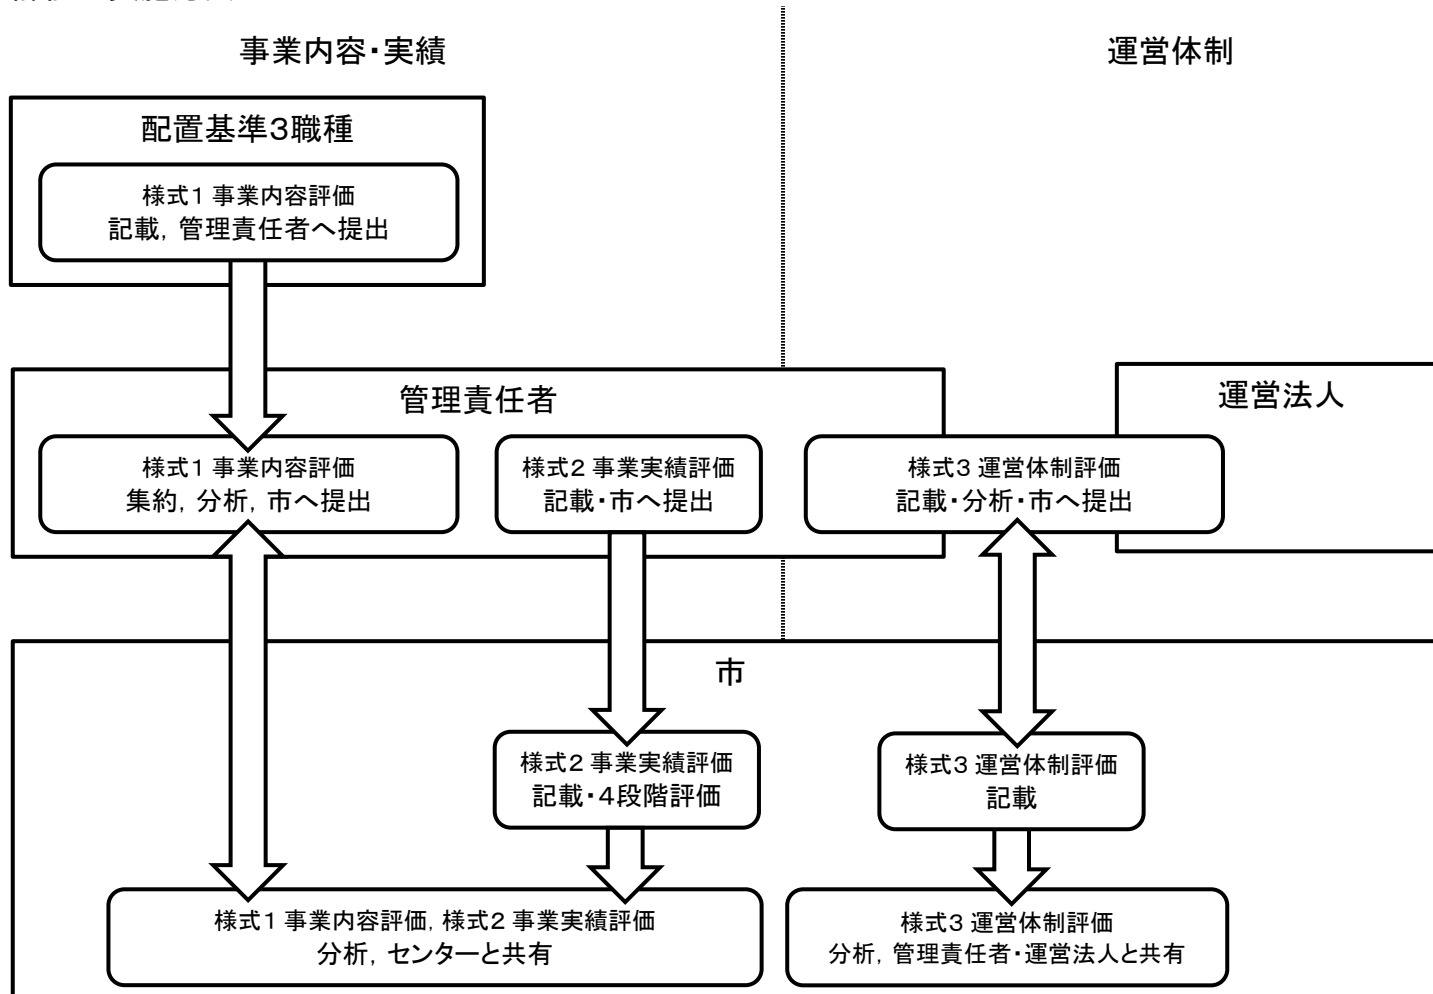 事業内容・実績
運営体制
配置基準3職種
様式1 事業内容評価
記載, 管理責任者へ提出
管理責任者
運営法人
様式1 事業内容評価
集約, 分析, 市へ提出
様式2 事業実績評価
記載・市へ提出
様式3 運営体制評価
記載・分析・市へ提出
市
様式2 事業実績評価
記載・4段階評価
様式3 運営体制評価
記載
様式1 事業内容評価, 様式2 事業実績評価
分析, センターと共有
様式3 運営体制評価
分析, 管理責任者・運営法人と共有